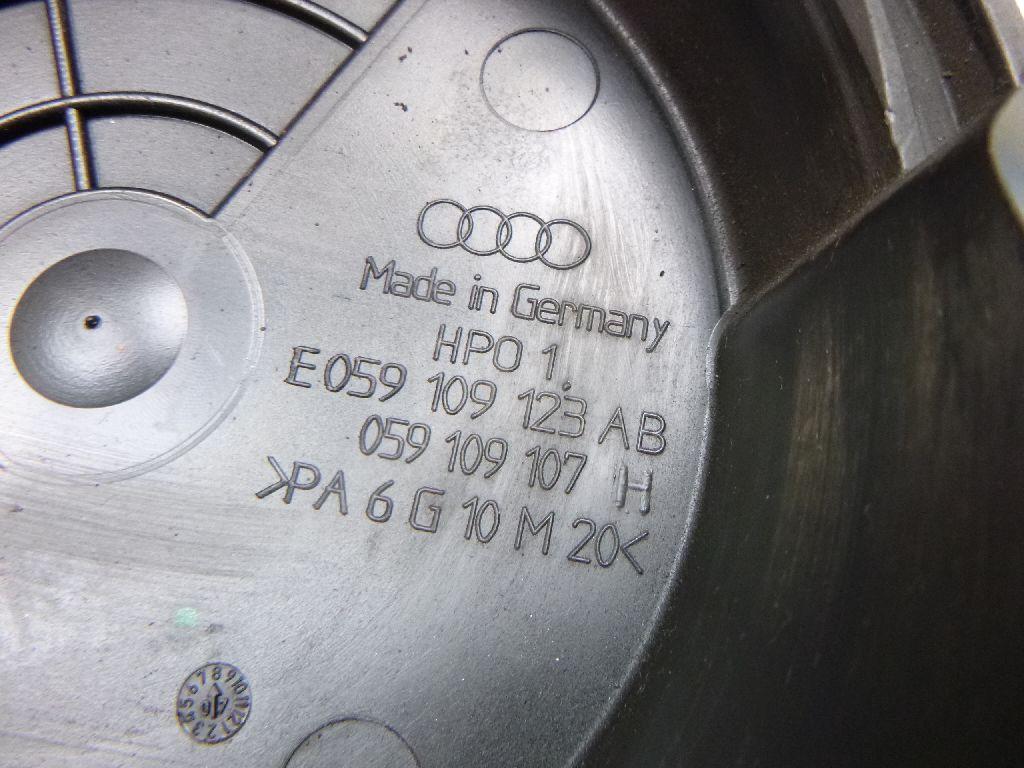 Made in Germany
HPO 1.
E 059 109 123 AB
059 109 107 H
>PA 6 G 10 M 20<